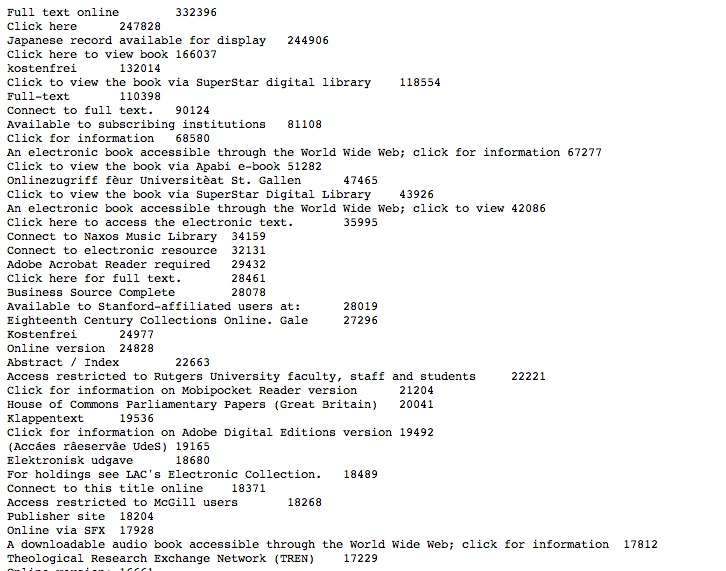 Full text online 332396
Click here 247828
Japanese record available for display 244906
Click here to view book 166037
kostenfrei 132014
Click to view the book via SuperStar digital library 118554
Full-text 110398
Connect to full text. 90124
Available to subscribing institutions 81108
Click for information 68580
An electronic book accessible through the World Wide Web; click for information 67277
Click to view the book via Apabi e-book 51282
Onlinezugriff fèur Universitèat St. Gallen 47465
Click to view the book via SuperStar Digital Library 43926
An electronic book accessible through the World Wide Web; click to view 42086
Click here to access the electronic text. 35995
Connect to Naxos Music Library 34159
Connect to electronic resource 32131
Adobe Acrobat Reader required 29432
Click here for full text. 28461
Business Source Complete 28078
Available to Stanford-affiliated users at: 28019
Eighteenth Century Collections Online. Gale 27296
Kostenfrei 24977
Online version 24828
Abstract / Index 22663
Access restricted to Rutgers University faculty, staff and students 22221
Click for information on Mobipocket Reader version 21204
House of Commons Parliamentary Papers (Great Britain) 20041
Klappentext 19536
Click for information on Adobe Digital Editions version 19492
(Accáes râeservâe UdeS) 19165
Elektronisk udgave 18680
For holdings see LAC's Electronic Collection. 18489
Connect to this title online 18371
Access restricted to McGill users 18268
Publisher site 18204
Online via SFX 17928
A downloadable audio book accessible through the World Wide Web; click for information 17812
Theological Research Exchange Network (TREN) 17229
Online version: 16661